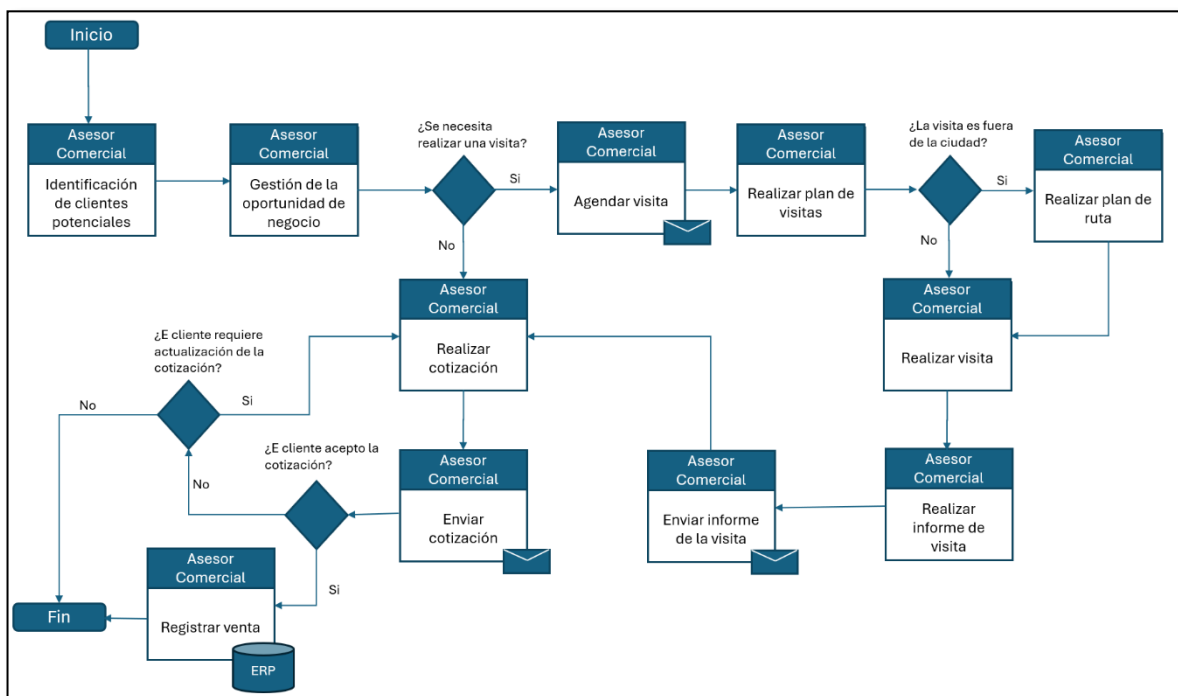 Inicio
Asesor
Comercial
Identificación
de clientes
potenciales
Asesor
Comercial
Gestión de la
oportunidad de
negocio
¿Se necesita
realizar una visita?
Si
No
Asesor
Comercial
Agendar visita
Asesor
Comercial
Realizar plan de
visitas
¿La visita es fuera
de la ciudad?
Si
No
Asesor
Comercial
Realizar plan de
ruta
Asesor
Comercial
Realizar visita
Asesor
Comercial
Realizar
informe de
visita
Asesor
Comercial
Enviar informe
de la visita
Asesor
Comercial
Realizar
cotización
Asesor
Comercial
Enviar
cotización
¿E cliente acepto la
cotización?
No
Si
¿E cliente requiere
actualización de la
cotización?
Si
No
Asesor
Comercial
Registrar venta
ERP
Fin